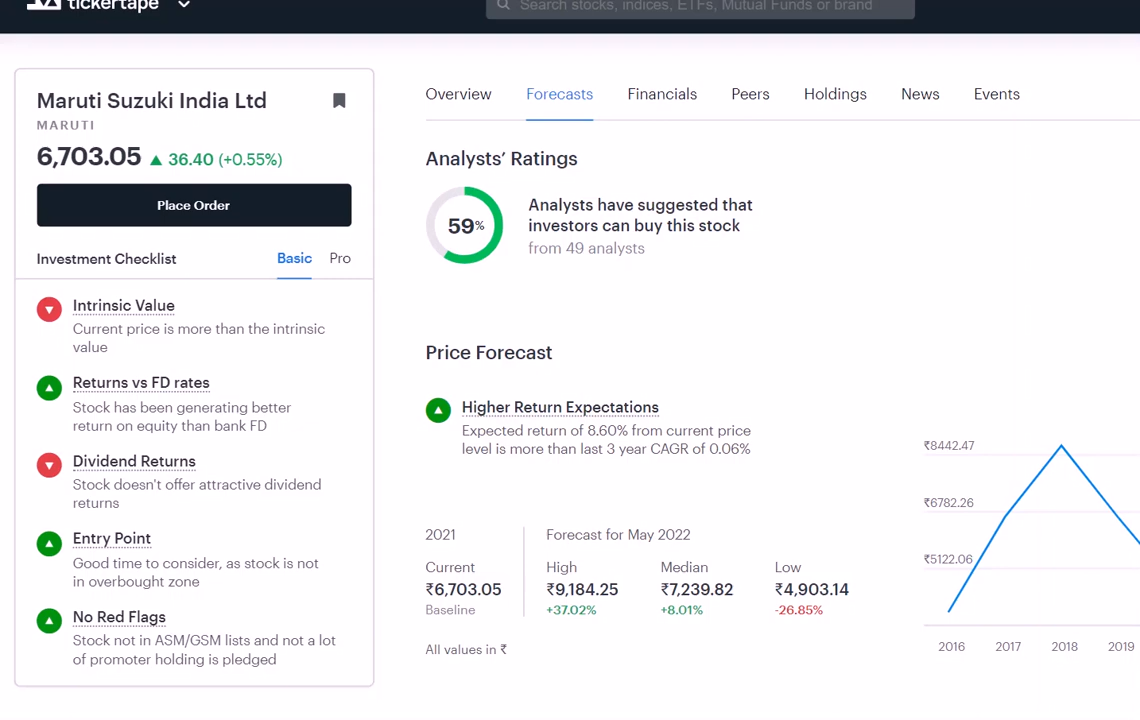 tickertape
Search stocks, indices, ETFs, Mutual Funds or brand
Maruti Suzuki India Ltd
MARUTI
6,703.05 ▲ 36.40 (+0.55%)
Place Order
Investment Checklist Basic Pro
Intrinsic Value
Current price is more than the intrinsic
value
Returns vs FD rates
Stock has been generating better
return on equity than bank FD
Dividend Returns
Stock doesn't offer attractive dividend
returns
Entry Point
Good time to consider, as stock is not
in overbought zone
No Red Flags
Stock not in ASM/GSM lists and not a lot
of promoter holding is pledged
Overview Forecasts Financials Peers Holdings News Events
Analysts’ Ratings
59%
Analysts have suggested that
investors can buy this stock
from 49 analysts
Price Forecast
Higher Return Expectations
Expected return of 8.60% from current price
level is more than last 3 year CAGR of 0.06%
2021 Forecast for May 2022
Current High Median Low
₹6,703.05 ₹9,184.25 ₹7,239.82 ₹4,903.14
Baseline +37.02% +8.01% -26.85%
All values in ₹
₹8442.47
₹6782.26
₹5122.06
2016 2017 2018 2019